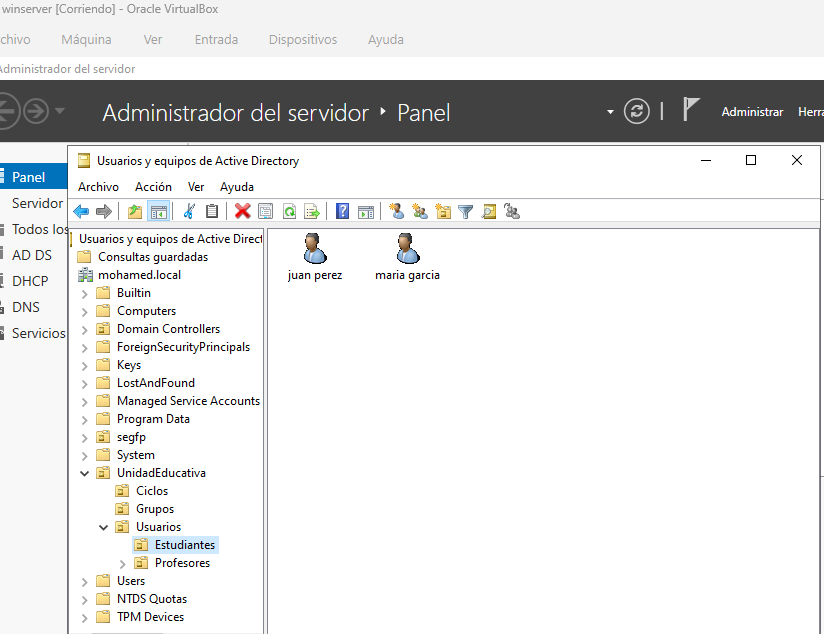 winserver [Corriendo] - Oracle VirtualBox
chivo Máquina Ver Entrada Dispositivos Ayuda
Administrador del servidor
Administrador del servidor Panel
Administrar Herra
Usuarios y equipos de Active Directory
Archivo Acción Ver Ayuda
Panel
Servidor
Todos los
AD DS
DHCP
DNS
Servicios
Usuarios y equipos de Active Direct
Consultas guardadas
mohamed.local
Builtin
Computers
Domain Controllers
ForeignSecurityPrincipals
Keys
LostAndFound
Managed Service Accounts
Program Data
segfp
System
UnidadEducativa
Ciclos
Grupos
Usuarios
Estudiantes
Profesores
Users
NTDS Quotas
TPM Devices
juan perez maria garcia